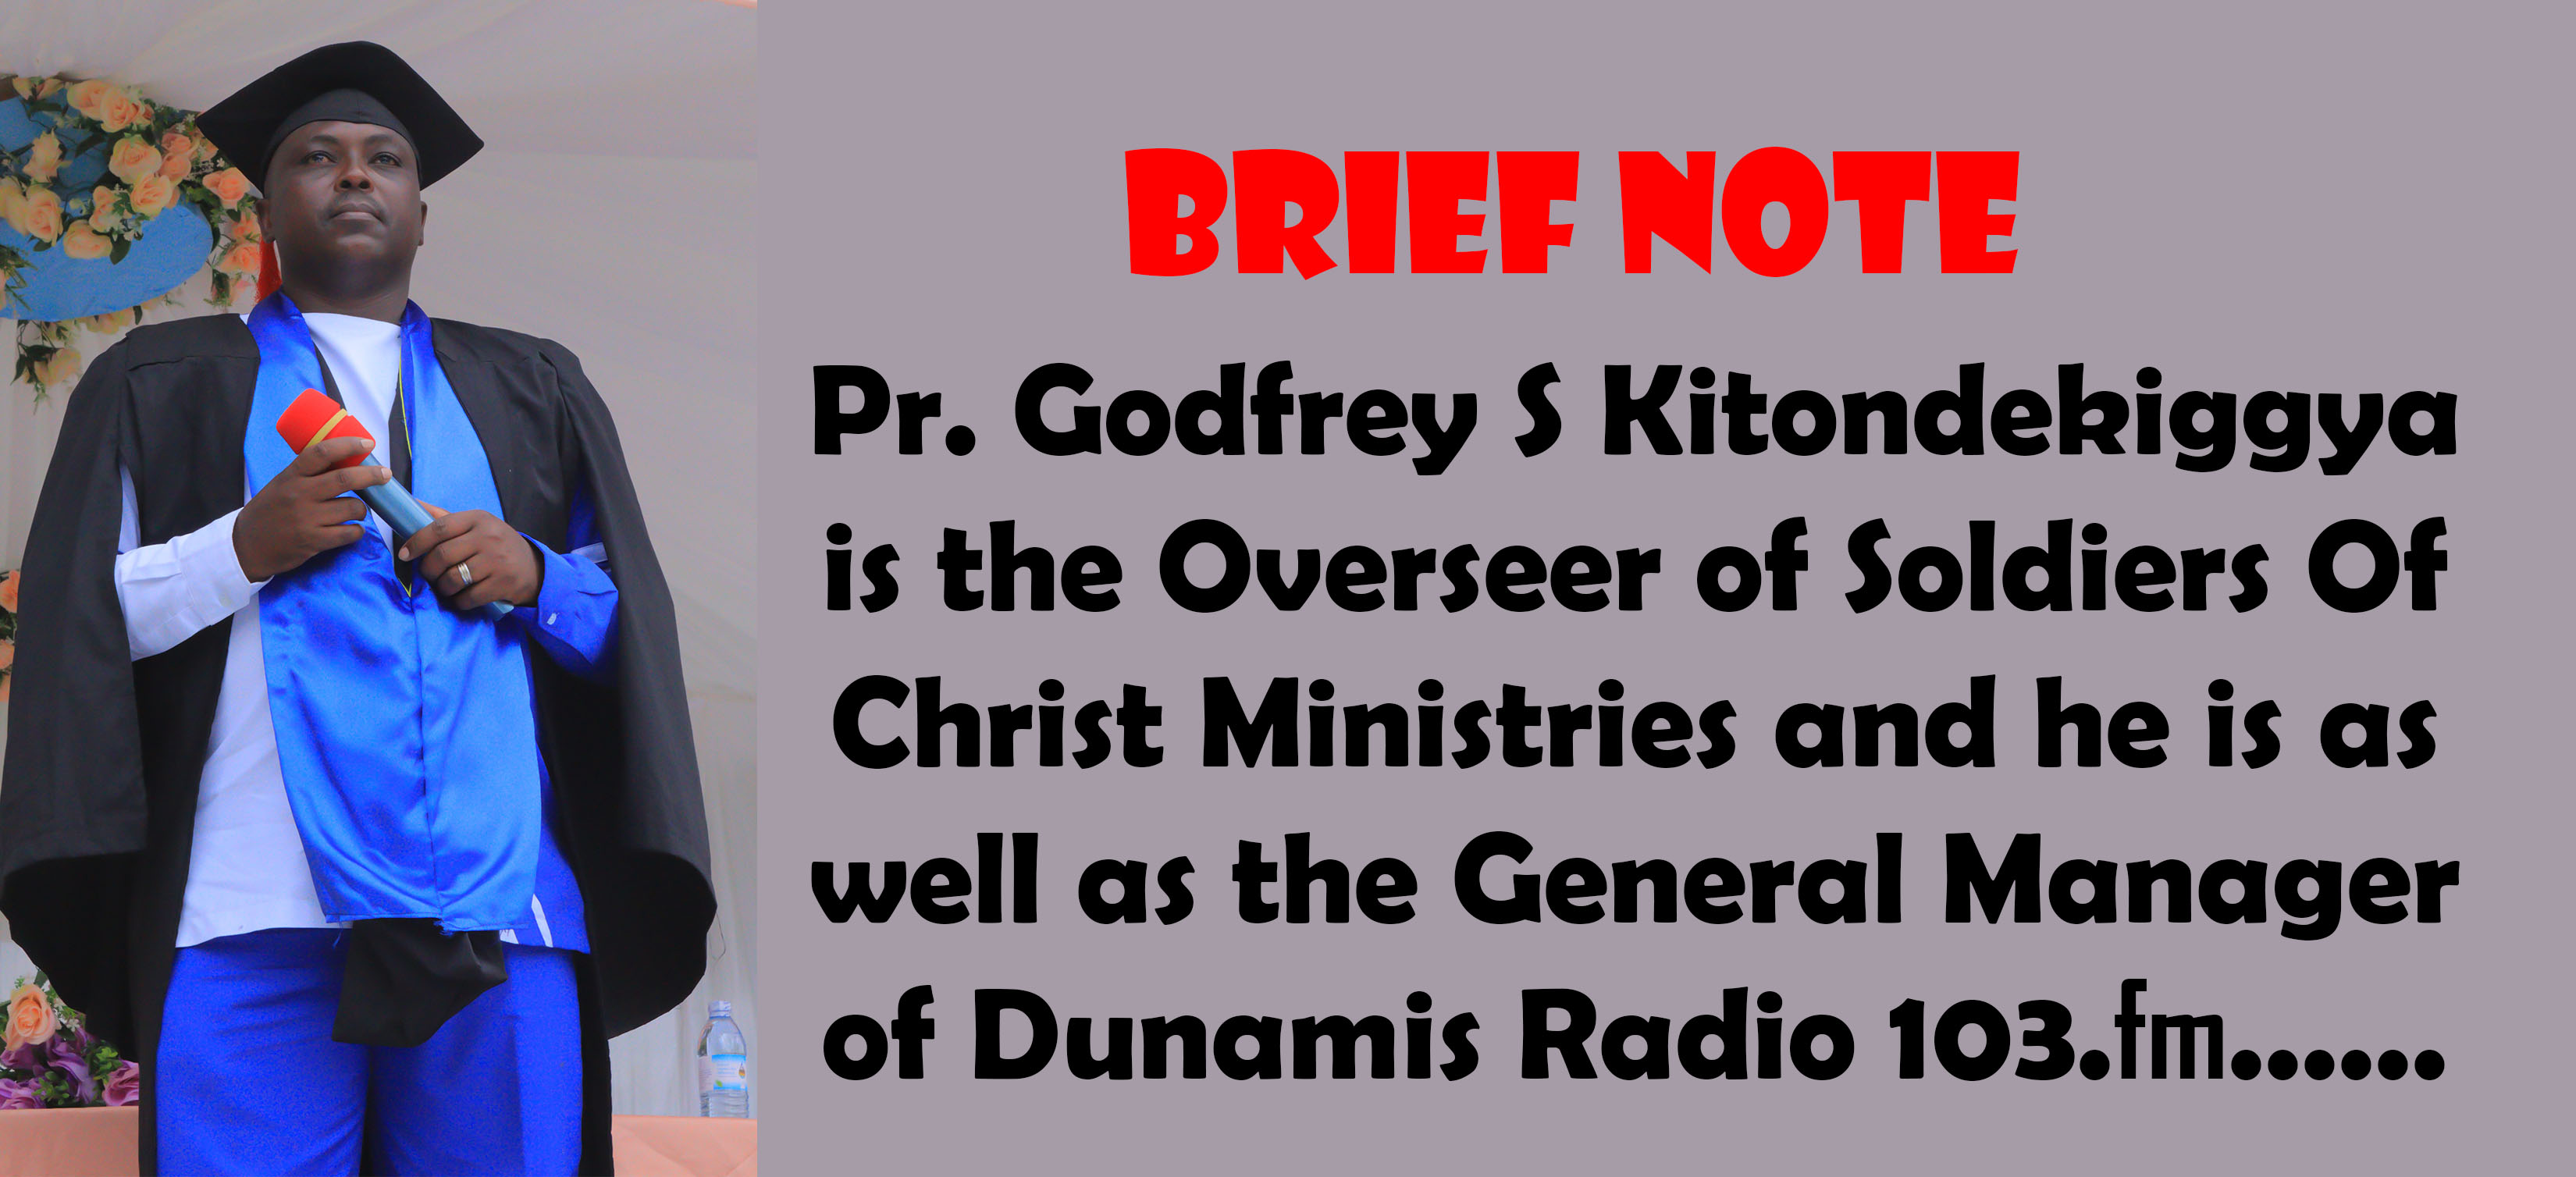 BRIEF NOTE
Pr. Godfrey S Kitondekiggya
is the Overseer of Soldiers Of
Christ Ministries and he is as
well as the General Manager
of Dunamis Radio 103.fm......